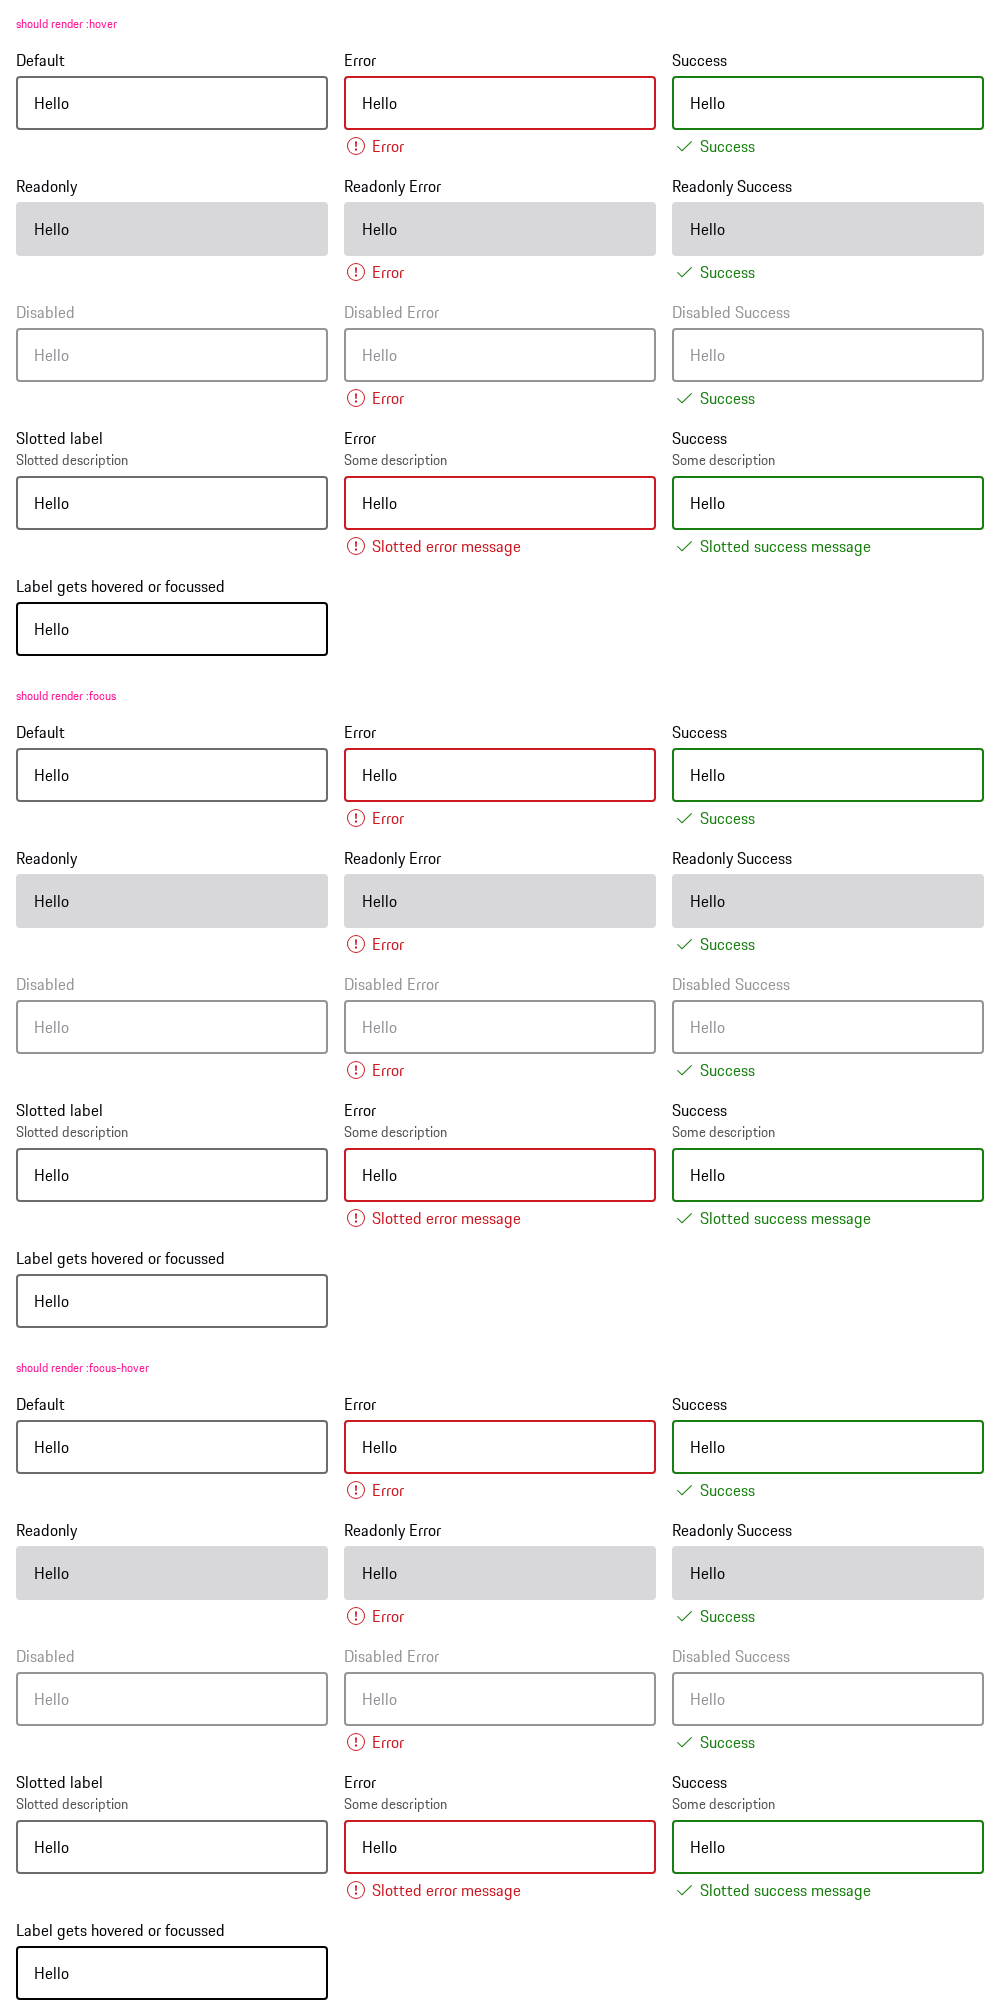 should render :hover
Default Error Success
Hello Hello Hello
Error Success
Readonly Readonly Error Readonly Success
Hello Hello Hello
Error Success
Disabled Disabled Error Disabled Success
Hello Hello Hello
Error Success
Slotted label Error Success
Slotted description Some description Some description
Hello Hello Hello
Slotted error message Slotted success message
Label gets hovered or focussed
Hello
should render :focus
Default Error Success
Hello Hello Hello
Error Success
Readonly Readonly Error Readonly Success
Hello Hello Hello
Error Success
Disabled Disabled Error Disabled Success
Hello Hello Hello
Error Success
Slotted label Error Success
Slotted description Some description Some description
Hello Hello Hello
Slotted error message Slotted success message
Label gets hovered or focussed
Hello
should render :focus-hover
Default Error Success
Hello Hello Hello
Error Success
Readonly Readonly Error Readonly Success
Hello Hello Hello
Error Success
Disabled Disabled Error Disabled Success
Hello Hello Hello
Error Success
Slotted label Error Success
Slotted description Some description Some description
Hello Hello Hello
Slotted error message Slotted success message
Label gets hovered or focussed
Hello